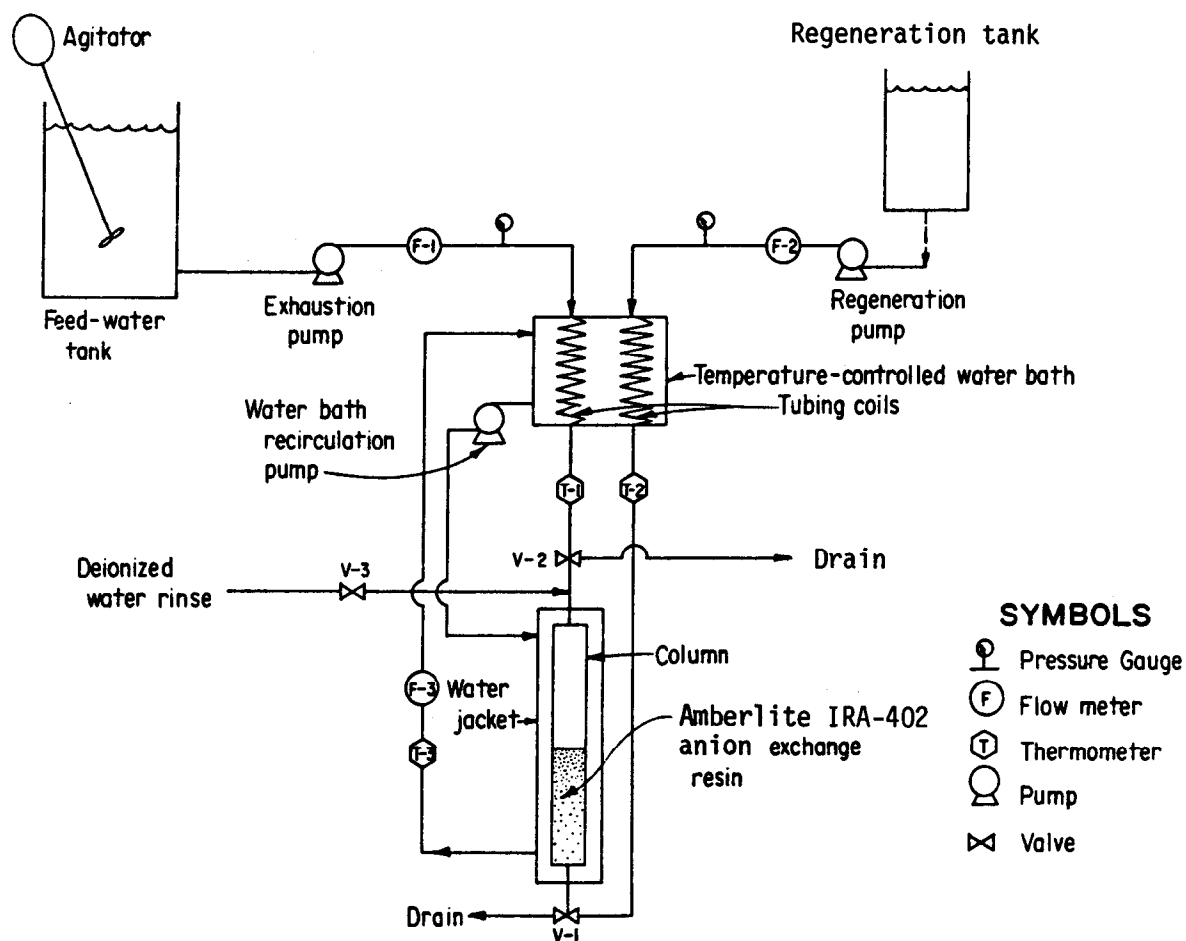 Agitator
Regeneration tank
F-1
F-2
Exhaustion
pump
Regeneration
pump
Feed-water
tank
Temperature-controlled water bath
Tubing coils
Water bath
recirculation
pump
T-1
T-2
V-2
Drain
Deionized
water rinse
V-3
SYMBOLS
Column
Pressure Gauge
F-3
Water
jacket
F
Flow meter
Amberlite IRA-402
anion exchange
resin
T-3
T
Thermometer
Pump
Valve
Drain
V-1